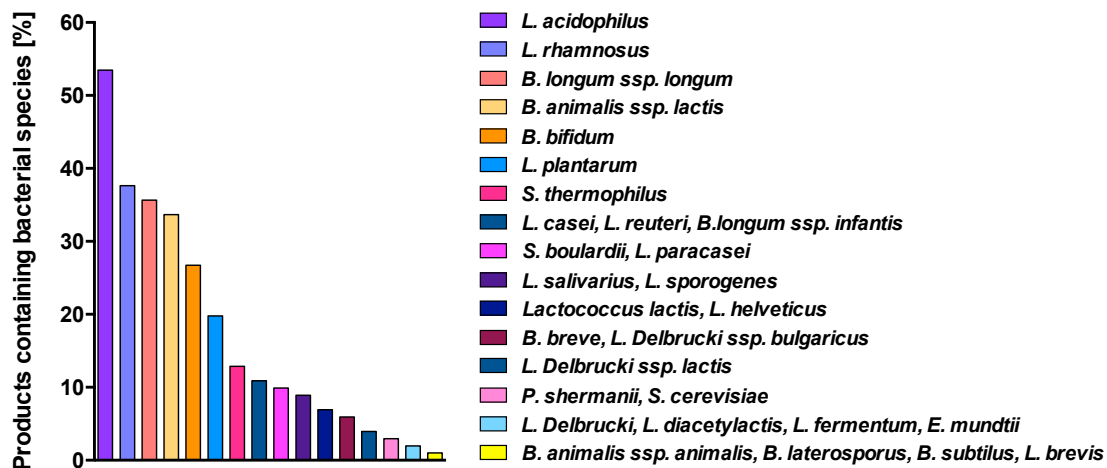 Products containing bacterial species [%]
60
50
40
30
20
10
0
L. acidophilus
L. rhamnosus
B. longum ssp. longum
B. animalis ssp. lactis
B. bifidum
L. plantarum
S. thermophilus
L. casei, L. reuteri, B.longum ssp. infantis
S. boulardii, L. paracasei
L. salivarius, L. sporogenes
Lactococcus lactis, L. helveticus
B. breve, L. Delbrucki ssp. bulgaricus
L. Delbrucki ssp. lactis
P. shermanii, S. cerevisiae
L. Delbrucki, L. diacetylactis, L. fermentum, E. mundtii
B. animalis ssp. animalis, B. laterosporus, B. subtilus, L. brevis